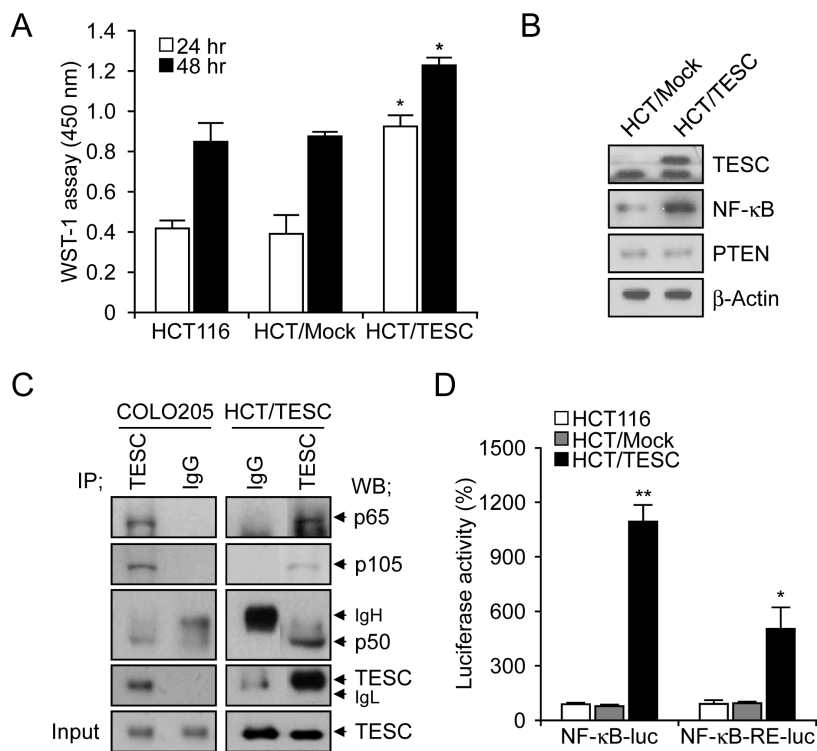 A
1.4
1.2
1.0
0.8
0.6
0.4
0.2
0
WST-1 assay (450 nm)
24 hr
48 hr
*
*
HCT116
HCT/Mock
HCT/TESC
B
HCT/Mock
HCT/TESC
TESC
NF-κB
PTEN
β-Actin
C
COLO205
HCT/TESC
IP;
TESC
IgG
IgG
TESC
WB;
p65
p105
IgH
p50
TESC
IgL
Input
TESC
D
HCT116
HCT/Mock
HCT/TESC
1500
1200
900
600
300
0
Luciferase activity (%)
**
*
NF-κB-luc
NF-κB-RE-luc